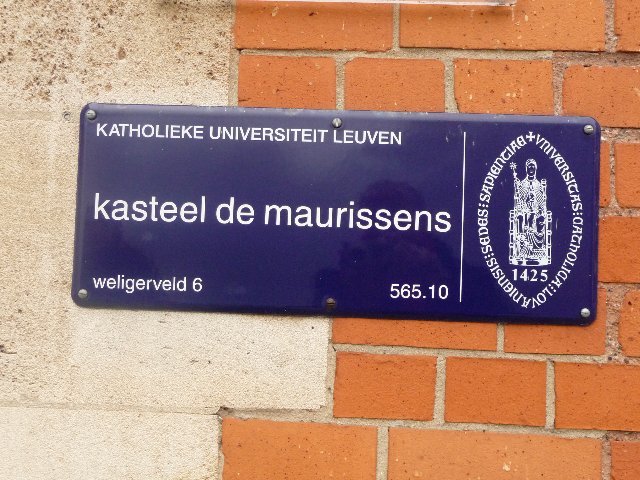 KATHOLIEKE UNIVERSITEIT LEUVEN
kasteel de maurissens
weligerveld 6
565.10
UNIVERSITAS:CATHOLICA:LOVANIENSIS:SEDES:SAPIENTIAE
1425